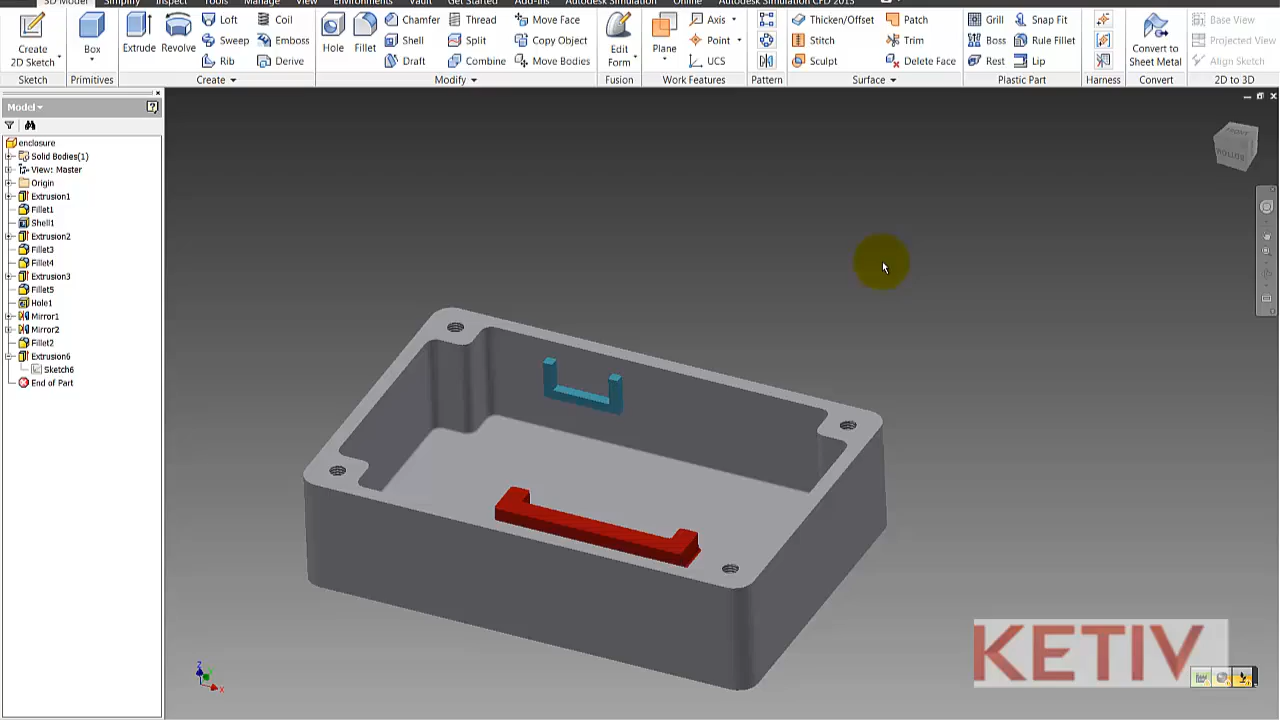 3D Model Simplify Inspect Tools Manage View Environments Vault Get Started Add-Ins Autodesk Simulation Online Autodesk Simulation CFD 2015
Create 2D Sketch Box Extrude Revolve Loft Coil Hole Fillet Chamfer Thread Move Face Edit Form Plane Axis Thicken/Offset Patch Grill Snap Fit Convert to Sheet Metal Base View
Sweep Emboss Shell Split Copy Object Point Stitch Trim Boss Rule Fillet Projected View
Rib Derive Draft Combine Move Bodies UCS Sculpt Delete Face Rest Lip Align Sketch
Sketch Primitives Create Modify Fusion Work Features Pattern Surface Plastic Part Harness Convert 2D to 3D
Model
enclosure
Solid Bodies(1)
View: Master
Origin
Extrusion1
Fillet1
Shell1
Extrusion2
Fillet3
Fillet4
Extrusion3
Fillet5
Hole1
Mirror1
Mirror2
Fillet2
Extrusion6
Sketch6
End of Part
FRONT
BOTTOM
Z
Y
X
KETIV